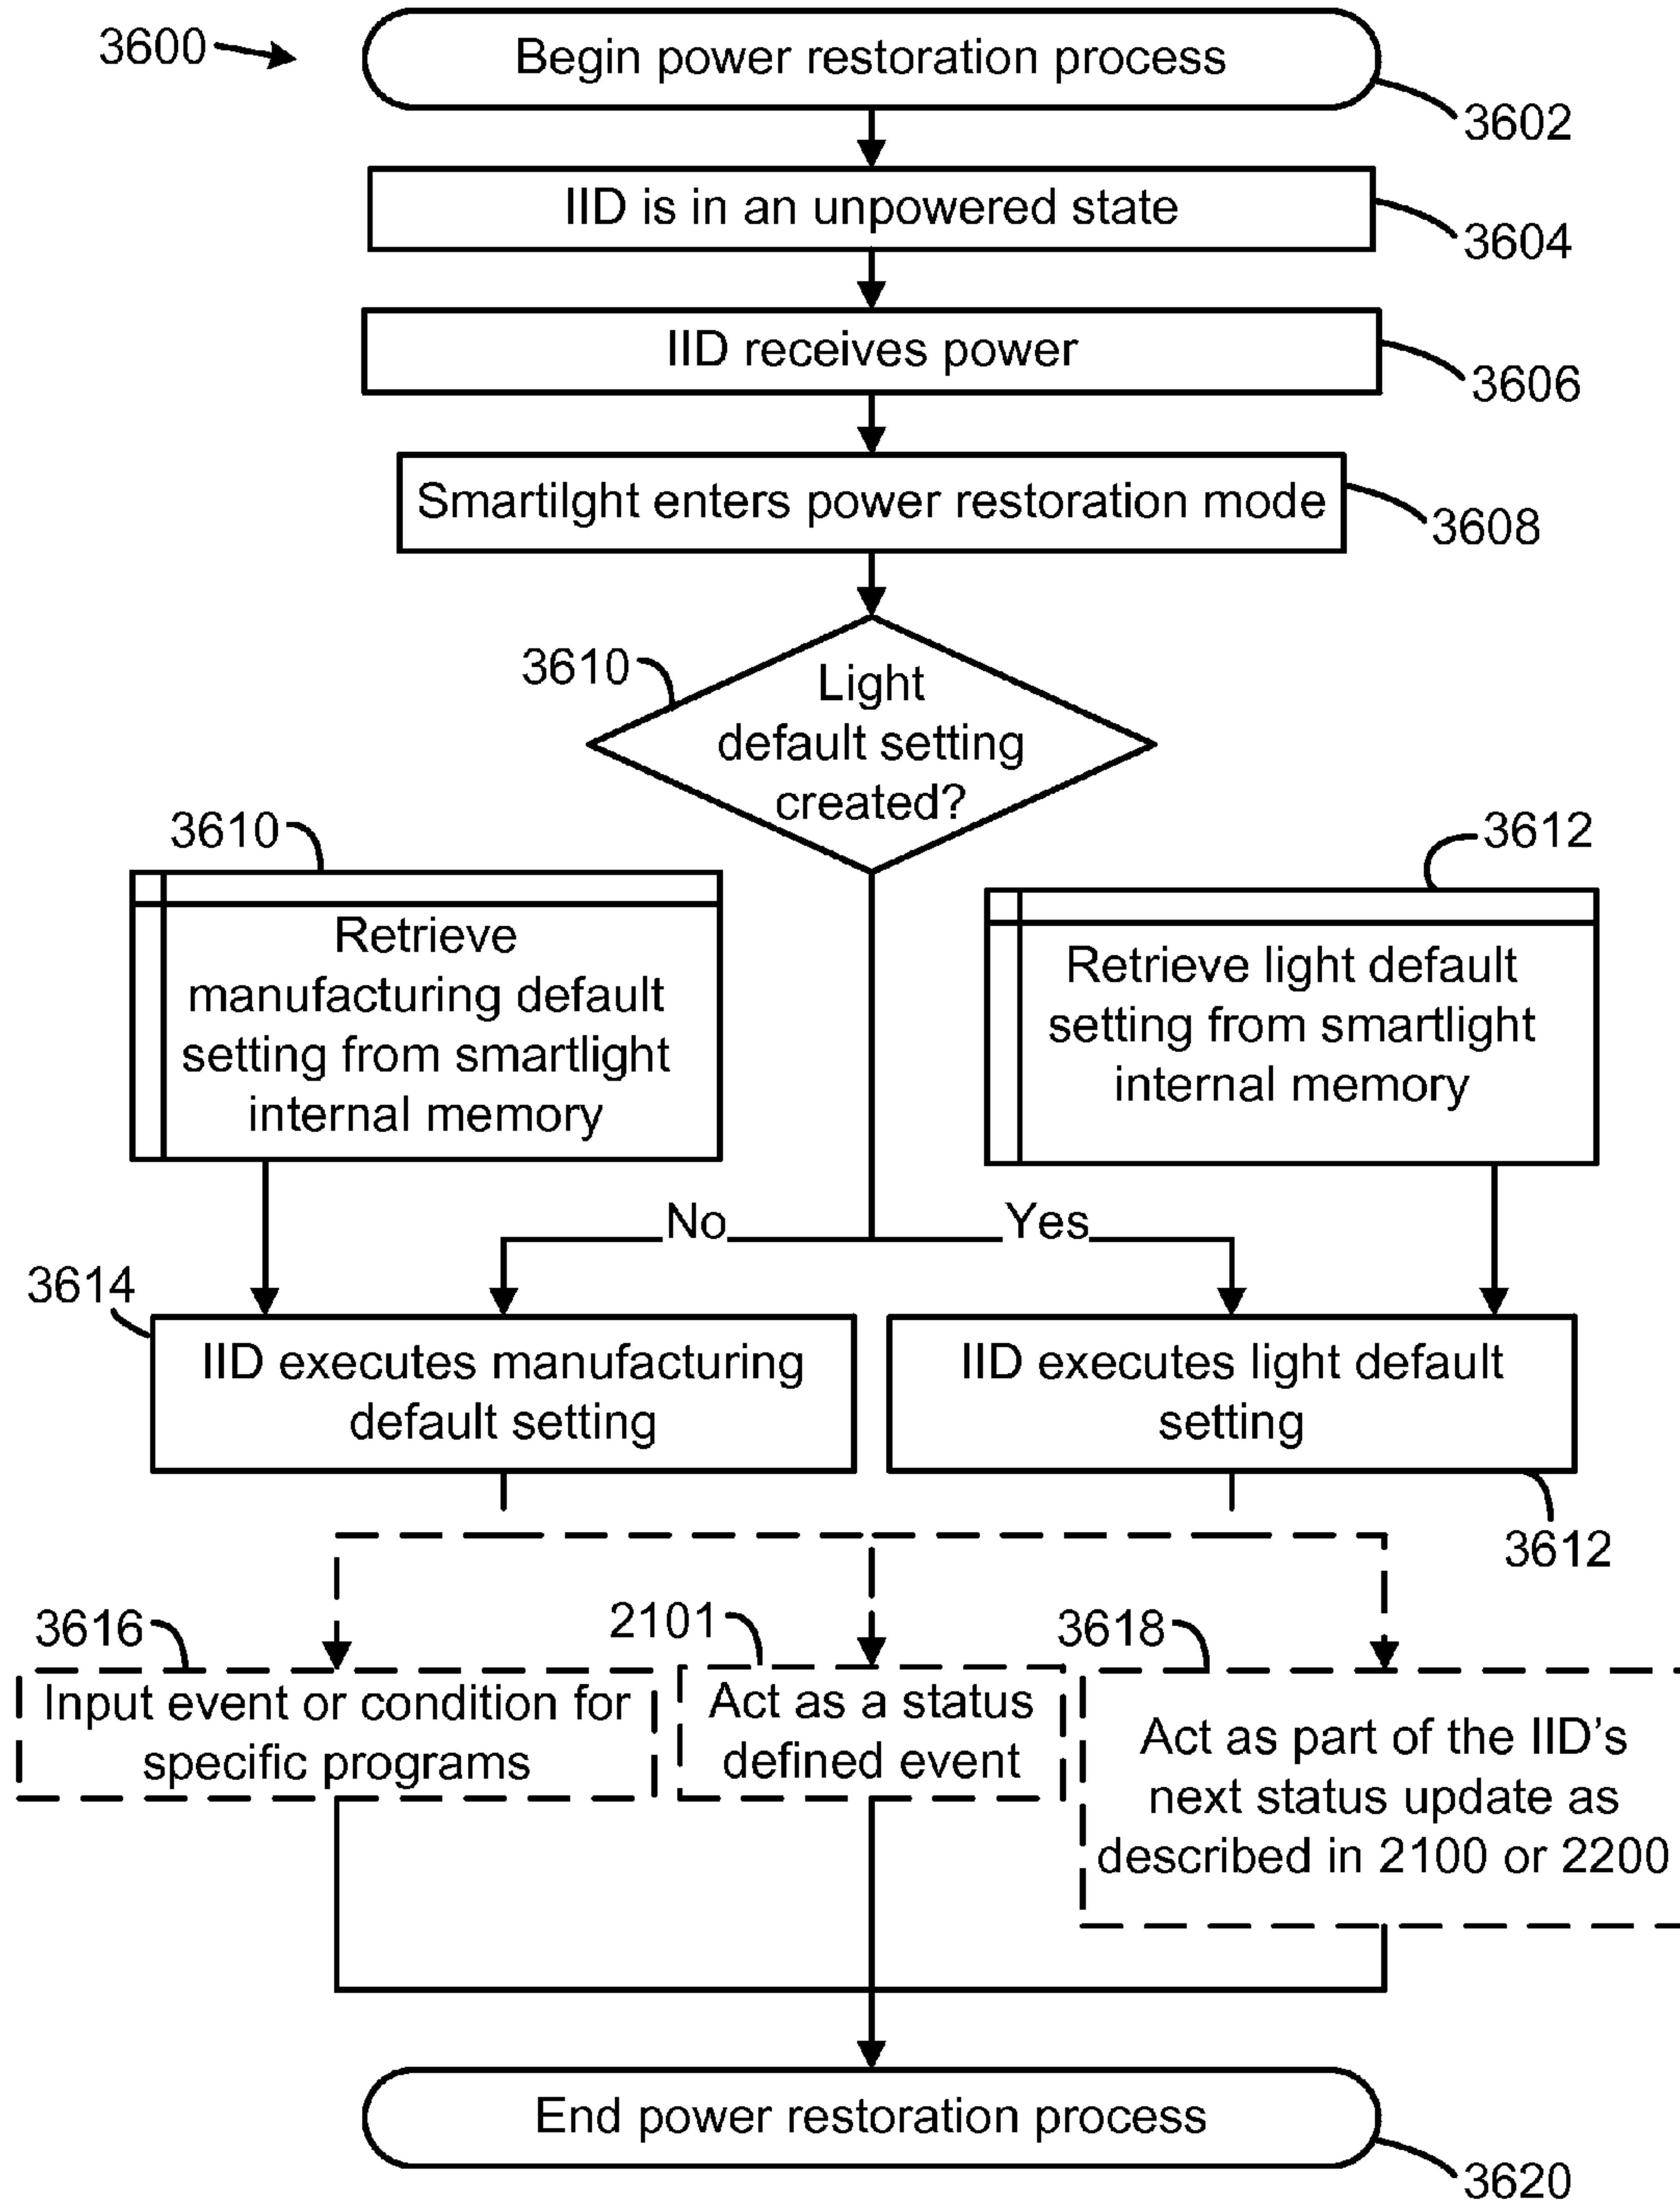 3600
Begin power restoration process
3602
IID is in an unpowered state
3604
IID receives power
3606
Smartilght enters power restoration mode
3608
3610
Light
default setting
created?
3610
Retrieve
manufacturing default
setting from smartlight
internal memory
3612
Retrieve light default
setting from smartlight
internal memory
No
Yes
3614
IID executes manufacturing
default setting
IID executes light default
setting
3612
3616
Input event or condition for
specific programs
2101
Act as a status
defined event
3618
Act as part of the IID’s
next status update as
described in 2100 or 2200
End power restoration process
3620